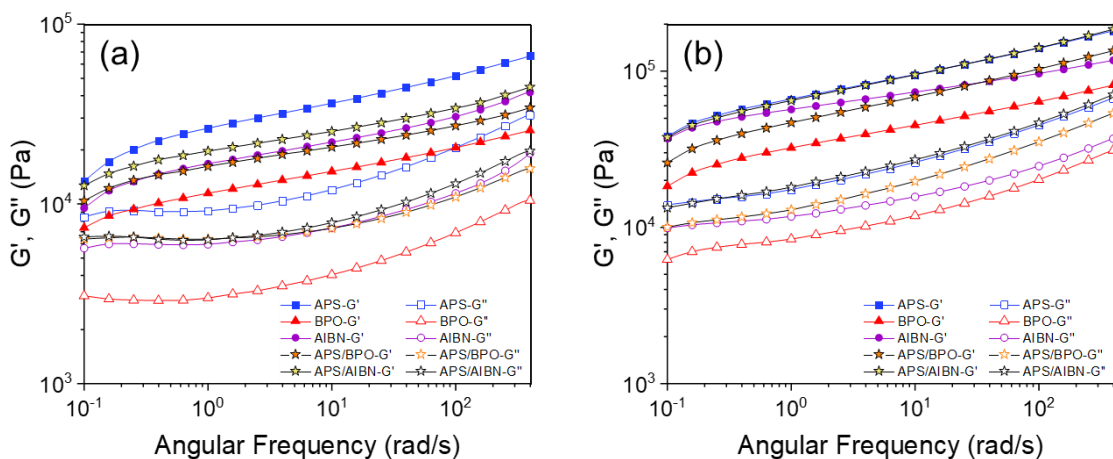 (a)
G', G" (Pa)
10^5
10^4
10^3
APS-G' APS-G"
BPO-G' BPO-G"
AIBN-G' AIBN-G"
APS/BPO-G' APS/BPO-G"
APS/AIBN-G' APS/AIBN-G"
10^-1 10^0 10^1 10^2
Angular Frequency (rad/s)
(b)
G', G" (Pa)
10^5
10^4
10^3
APS-G' APS-G"
BPO-G' BPO-G"
AIBN-G' AIBN-G"
APS/BPO-G' APS/BPO-G"
APS/AIBN-G' APS/AIBN-G"
10^-1 10^0 10^1 10^2
Angular Frequency (rad/s)